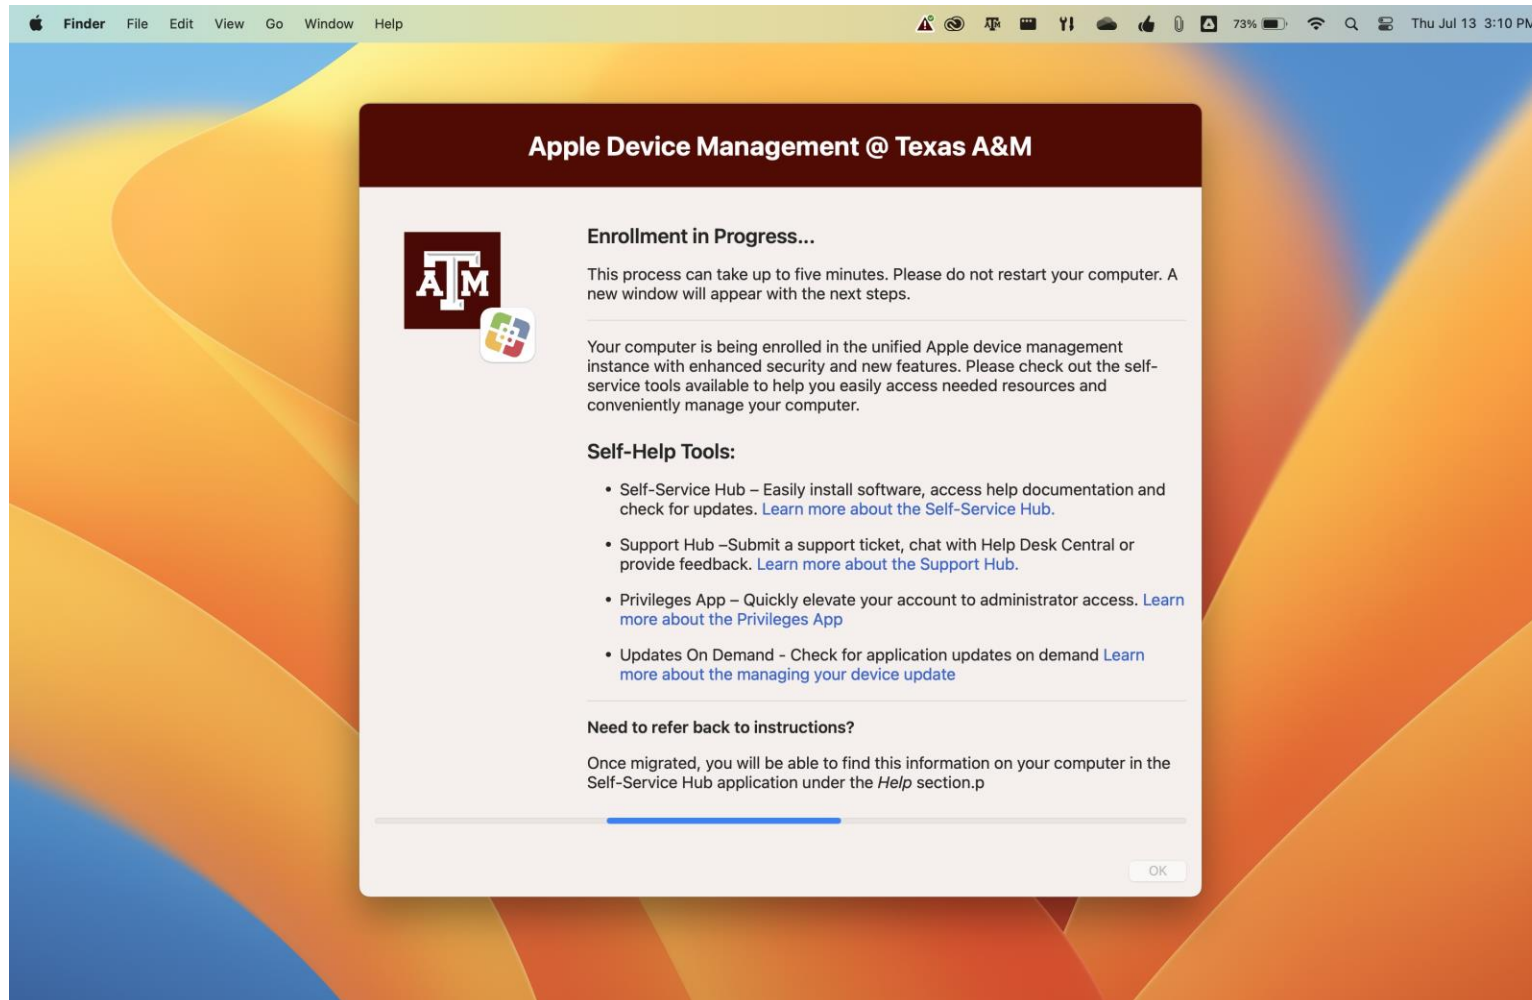 Finder File Edit View Go Window Help 73% Thu Jul 13 3:10 PM
Apple Device Management @ Texas A&M
ATM
Enrollment in Progress...
This process can take up to five minutes. Please do not restart your computer. A
new window will appear with the next steps.
Your computer is being enrolled in the unified Apple device management
instance with enhanced security and new features. Please check out the self-
service tools available to help you easily access needed resources and
conveniently manage your computer.
Self-Help Tools:
• Self-Service Hub – Easily install software, access help documentation and
check for updates. Learn more about the Self-Service Hub.
• Support Hub –Submit a support ticket, chat with Help Desk Central or
provide feedback. Learn more about the Support Hub.
• Privileges App – Quickly elevate your account to administrator access. Learn
more about the Privileges App
• Updates On Demand - Check for application updates on demand Learn
more about the managing your device update
Need to refer back to instructions?
Once migrated, you will be able to find this information on your computer in the
Self-Service Hub application under the Help section.p
OK